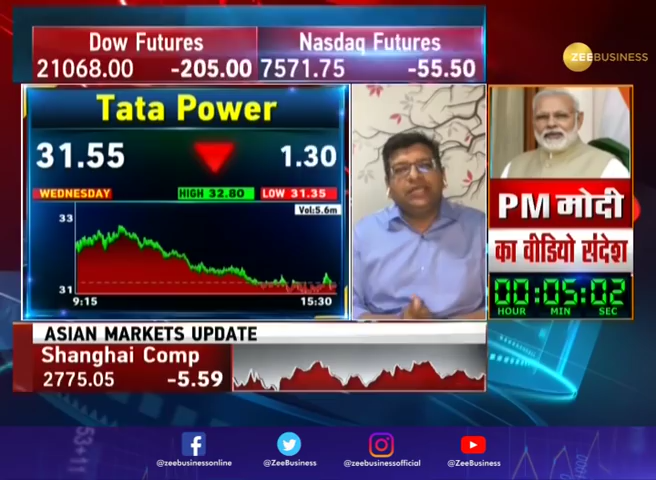 Dow Futures
21068.00 -205.00
Nasdaq Futures
7571.75 -55.50
ZEEBUSINESS
Tata Power
31.55 1.30
WEDNESDAY HIGH 32.80 LOW 31.35
Vol:5.6m
33
31
9:15 15:30
PM मोदी
का वीडियो संदेश
00:05:02
HOUR MIN SEC
ASIAN MARKETS UPDATE
Shanghai Comp
2775.05 -5.59
@zeebusinessonline @ZeeBusiness @zeebusinessofficial @ZeeBusiness